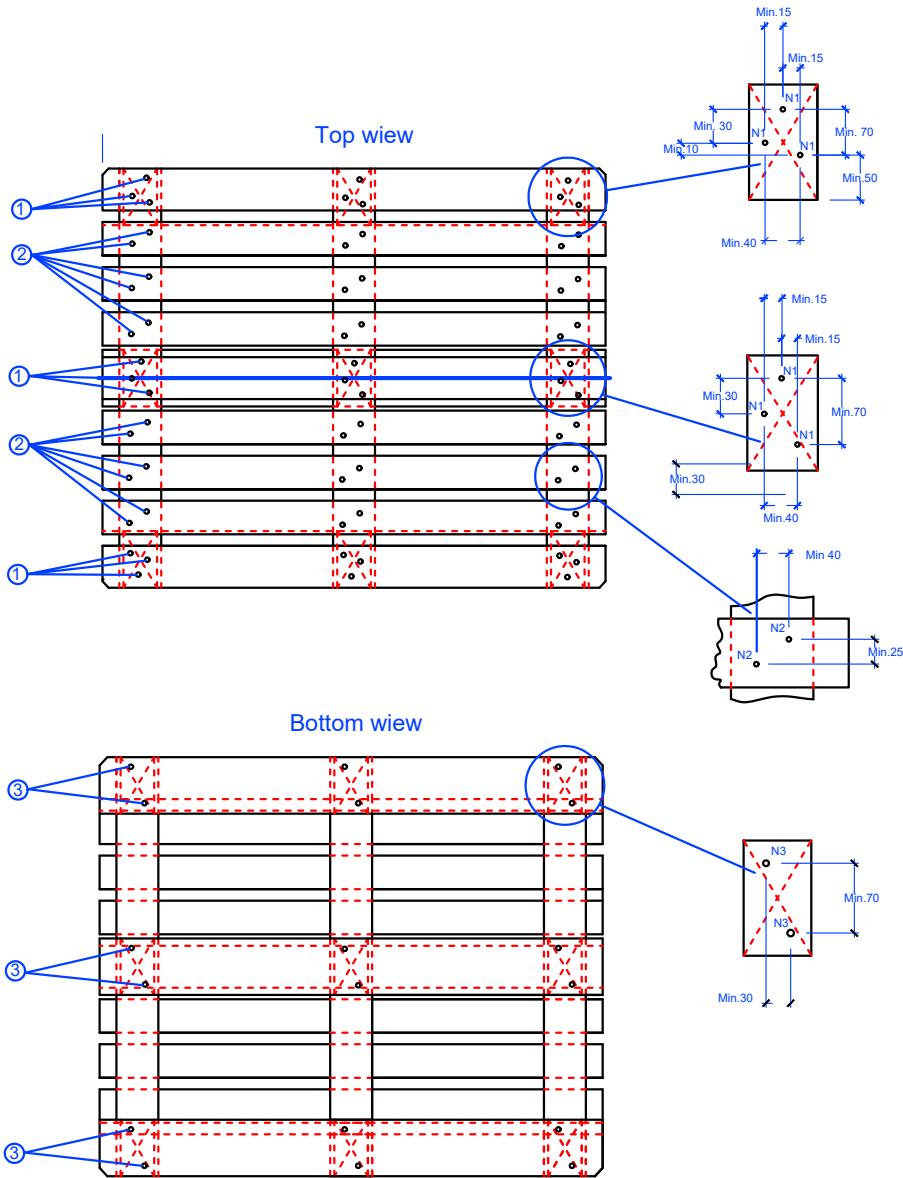 Min.15
Min.15
N1
Min. 30
Min. 70
N1
N1
Min.10
Min.50
Min.40
Top wiew
1
2
1
2
1
Min.15
Min.15
N1
Min.30
N1
Min.70
N1
Min.30
Min.40
Min 40
N2
N2
Min.25
Bottom wiew
3
3
3
N3
Min.70
N3
Min.30